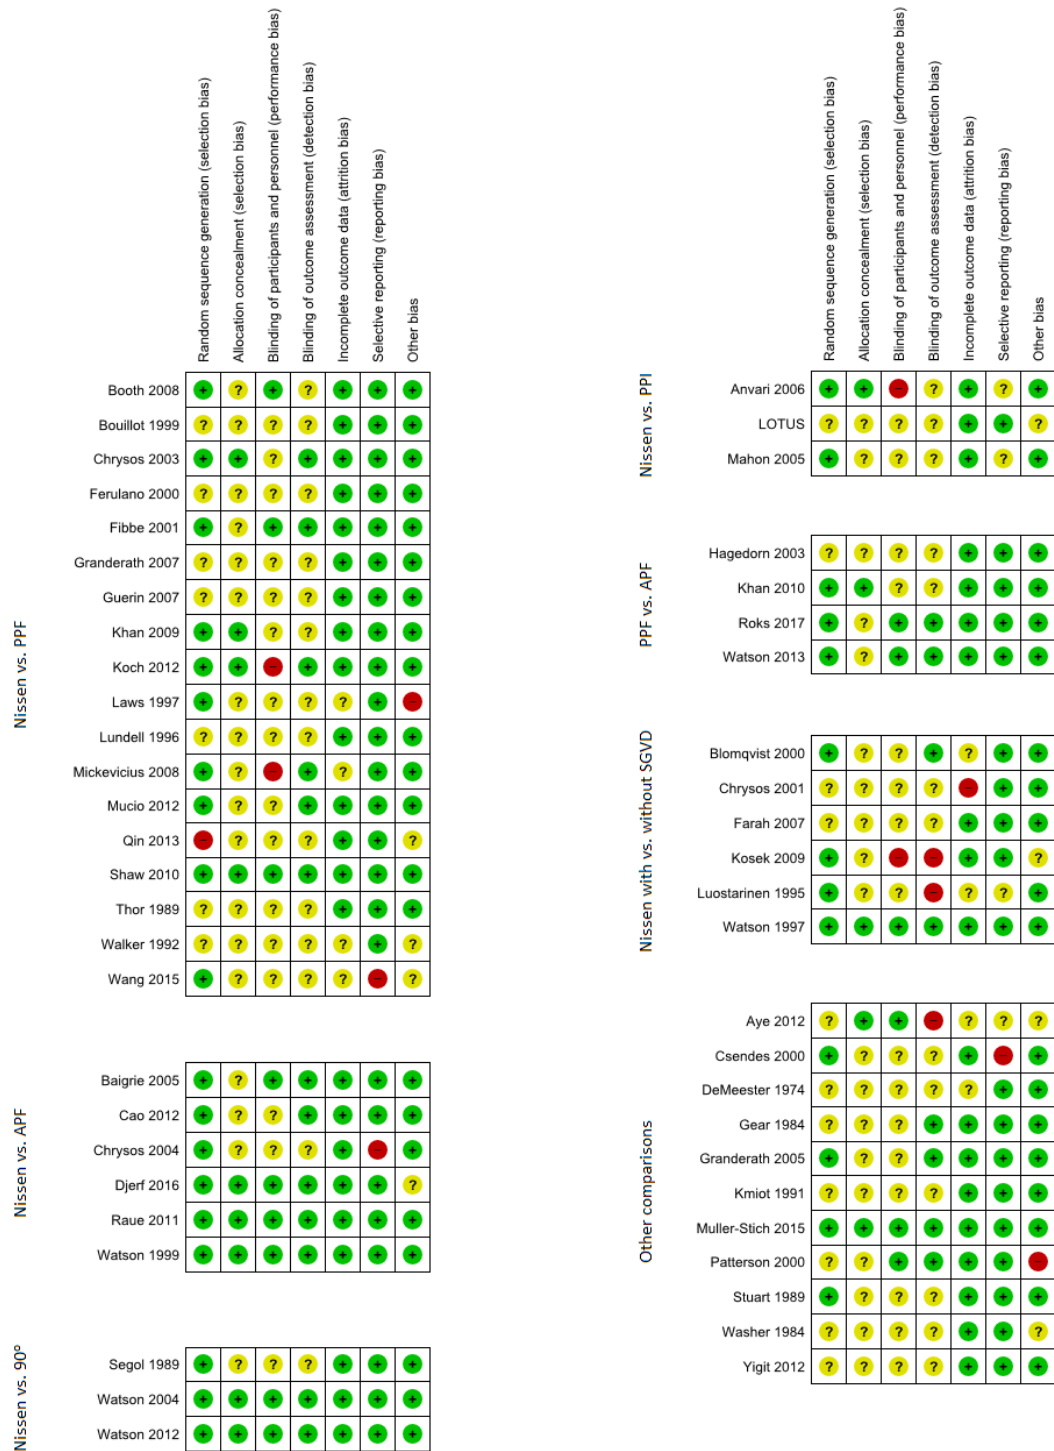 Random sequence generation (selection bias)
Allocation concealment (selection bias)
Blinding of participants and personnel (performance bias)
Blinding of outcome assessment (detection bias)
Incomplete outcome data (attrition bias)
Selective reporting (reporting bias)
Other bias
Nissen vs. PPF
Booth 2008 + ? + ? + + +
Bouillot 1999 ? ? ? ? + + +
Chrysos 2003 + + ? + + + +
Ferulano 2000 ? ? ? ? + + +
Fibbe 2001 + ? + + + + +
Granderath 2007 ? ? ? ? + + +
Guerin 2007 ? ? ? ? + + +
Khan 2009 + + ? ? + + +
Koch 2012 + + - + + + +
Laws 1997 + ? ? ? ? + -
Lundell 1996 ? ? ? ? + + +
Mickevicius 2008 + ? - + ? + +
Mucio 2012 + ? ? + + + +
Qin 2013 - ? ? ? + + ?
Shaw 2010 + + + + + + +
Thor 1989 ? ? ? ? + + +
Walker 1992 ? ? ? ? ? + ?
Wang 2015 + ? ? ? ? - ?
Nissen vs. APF
Baigrie 2005 + ? + + + + +
Cao 2012 + ? ? + + + +
Chrysos 2004 + ? ? ? + - +
Djerf 2016 + + + + + + ?
Raue 2011 + + + + + + +
Watson 1999 + + + + + + +
Nissen vs. 90°
Segol 1989 + ? ? ? + + +
Watson 2004 + + + + + + +
Watson 2012 + + + + + + +
Random sequence generation (selection bias)
Allocation concealment (selection bias)
Blinding of participants and personnel (performance bias)
Blinding of outcome assessment (detection bias)
Incomplete outcome data (attrition bias)
Selective reporting (reporting bias)
Other bias
Nissen vs. PPI
Anvari 2006 + + - ? + ? +
LOTUS ? ? ? ? + + ?
Mahon 2005 + ? ? ? + ? +
PPF vs. APF
Hagedorn 2003 ? ? ? ? + + +
Khan 2010 + + ? ? + + +
Roks 2017 + ? + + + + +
Watson 2013 + ? + + + + +
Nissen with vs. without SGVD
Blomqvist 2000 + ? ? + ? + +
Chrysos 2001 ? ? ? ? - + +
Farah 2007 ? ? ? ? + + +
Kosek 2009 + ? - - + + ?
Luostarinen 1995 + ? ? - ? ? +
Watson 1997 + + + + + + +
Other comparisons
Aye 2012 ? + + - ? ? ?
Csendes 2000 + ? ? ? + - +
DeMeester 1974 ? ? ? ? ? + +
Gear 1984 ? ? ? + + + +
Granderath 2005 + ? ? + + + +
Kmiot 1991 ? ? ? ? + + +
Muller-Stich 2015 + + + + + + +
Patterson 2000 ? ? + + + + -
Stuart 1989 + ? ? ? + + +
Washer 1984 ? ? ? ? + + ?
Yigit 2012 ? ? ? ? + + +